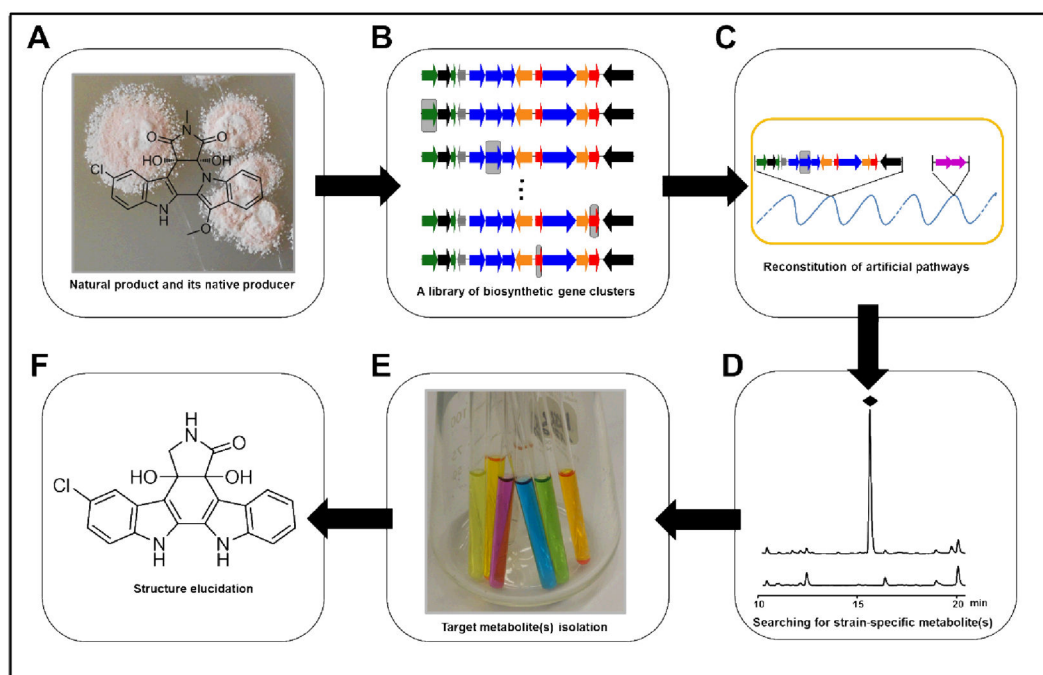 A
B
C
N
O
O
HO
OH
Cl
N
N
H
O
Natural product and its native producer
A library of biosynthetic gene clusters
Reconstitution of artificial pathways
F
E
D
H
N
O
OH
OH
Cl
N
H
N
H
Structure elucidation
Target metabolite(s) isolation
10
15
20
min
Searching for strain-specific metabolite(s)